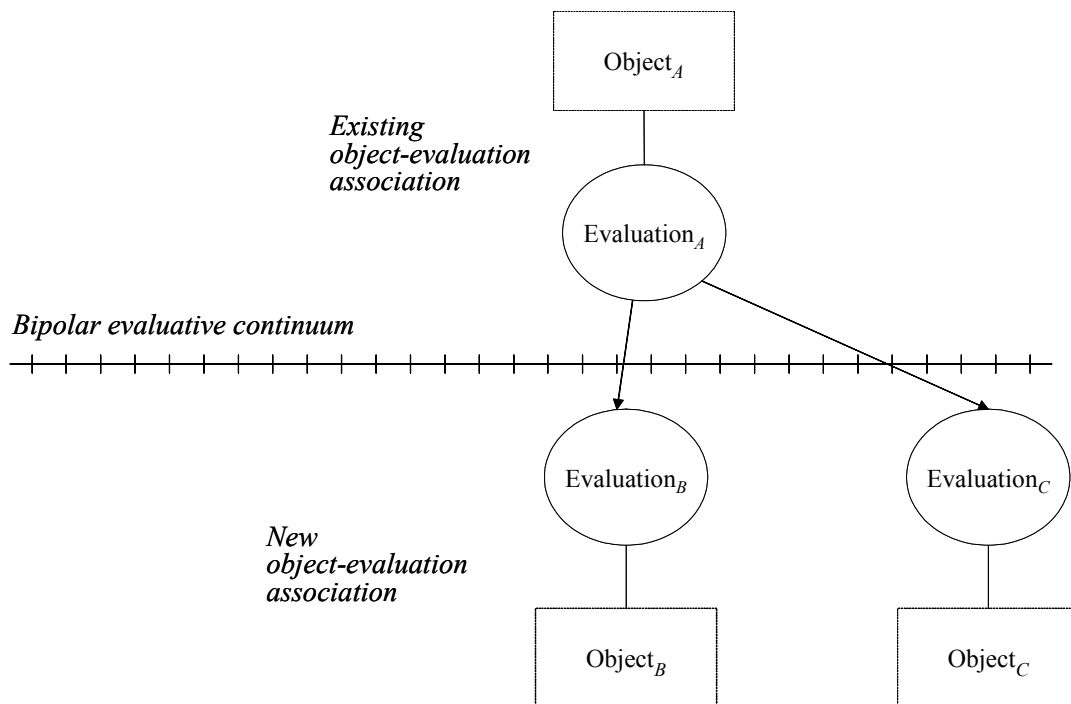 Object_A
Existing
object-evaluation
association
Evaluation_A
Bipolar evaluative continuum
Evaluation_B
Evaluation_C
New
object-evaluation
association
Object_B
Object_C